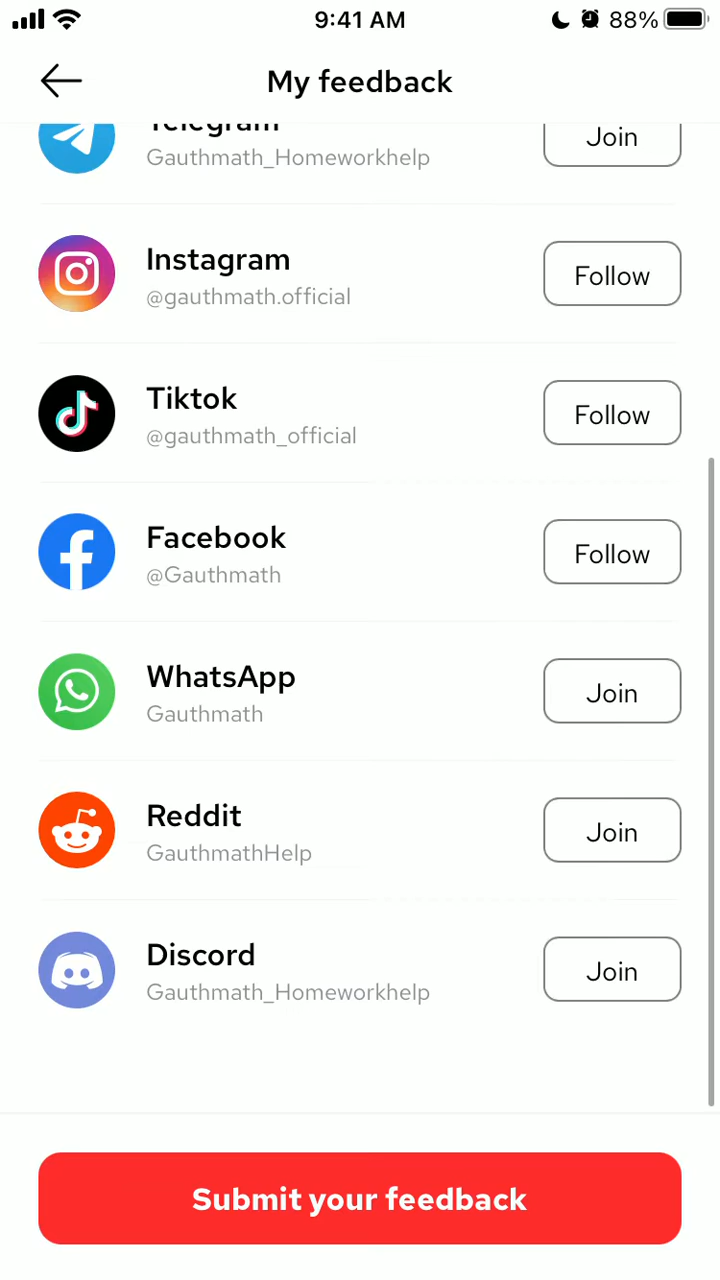 9:41 AM
88%
My feedback
Telegram
Gauthmath_Homeworkhelp
Join
Instagram
@gauthmath.official
Follow
Tiktok
@gauthmath_official
Follow
Facebook
@Gauthmath
Follow
WhatsApp
Gauthmath
Join
Reddit
GauthmathHelp
Join
Discord
Gauthmath_Homeworkhelp
Join
Submit your feedback